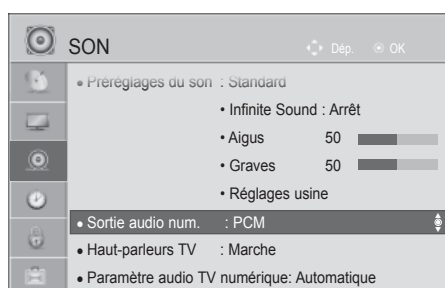 SON Dép. OK
• Préréglages du son : Standard
• Infinite Sound : Arrêt
• Aigus 50
• Graves 50
• Réglages usine
• Sortie audio num. : PCM
• Haut-parleurs TV : Marche
• Paramètre audio TV numérique: Automatique